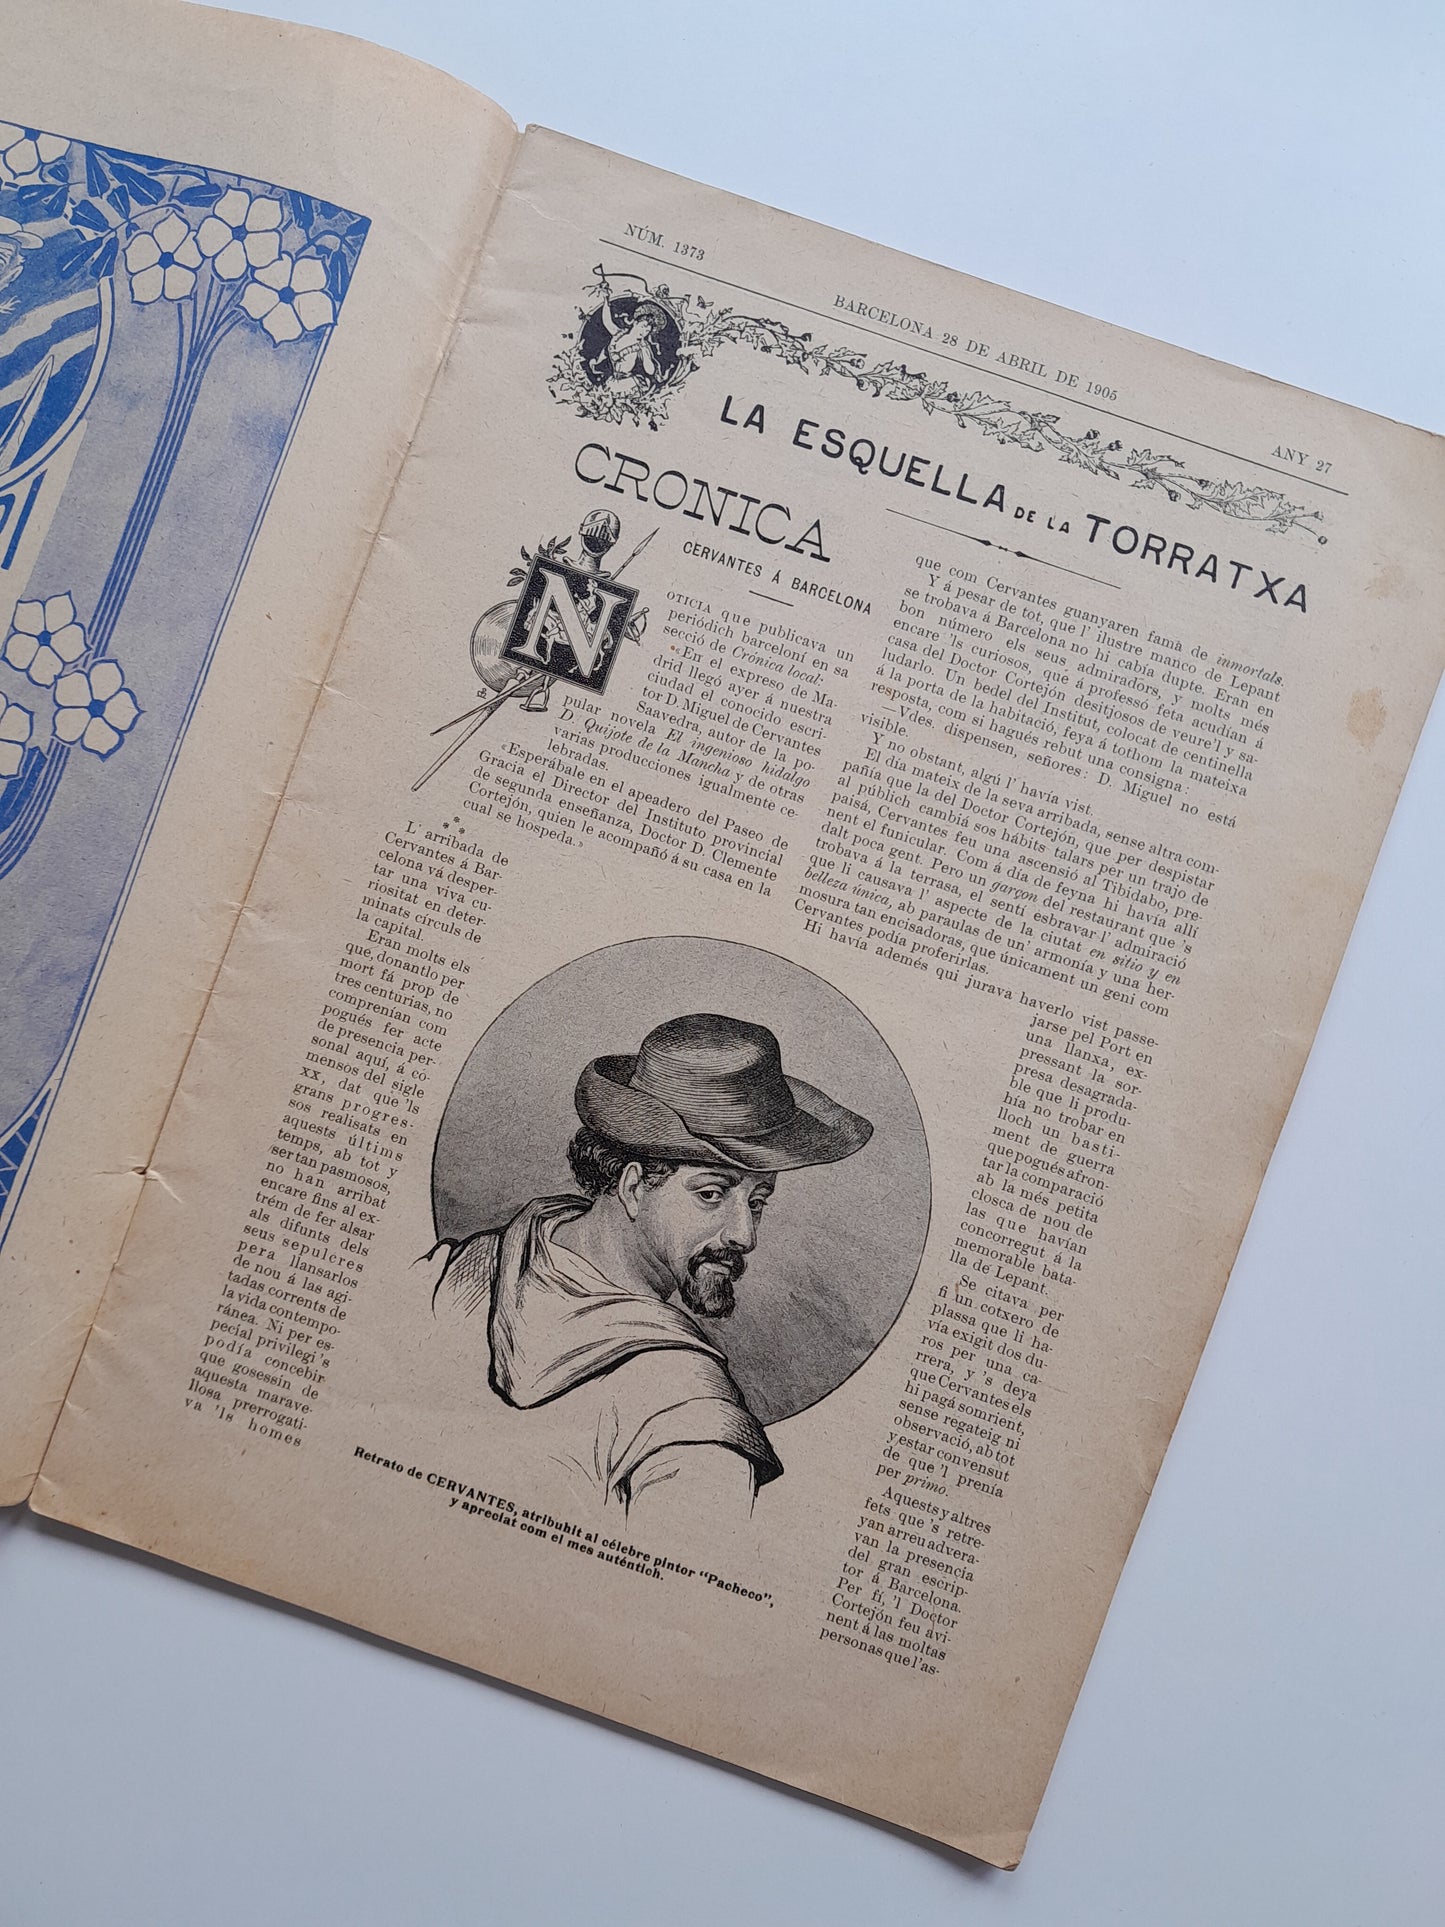 NÚM. 1373
BARCELONA 28 DE ABRIL DE 1905
ANY 27
LA ESQUELLA DE LA TORRATXA
CRONICA
CERVANTES Á BARCELONA
NOTICIA que publicava un
periódich barceloní en sa
secció de Crónica local:
«En el expreso de Ma-
drid llegó ayer á nuestra
ciudad el conocido escri-
tor D. Miguel de Cervantes
Saavedra, autor de la po-
pular novela El ingenioso hidalgo
D. Quijote de la Mancha y de otras
varias producciones igualmente ce-
lebradas.
«Esperábale en el apeadero del Paseo de
Gracia el Director del Instituto provincial
de segunda enseñanza, Doctor D. Clemente
Cortejón, quien le acompañó á su casa en la
cual se hospeda.»
* * *
L' arribada de
Cervantes á Bar-
celona vá desper-
tar una viva cu-
riositat en deter-
minats círculs de
la capital.
Eran molts els
que, donantlo per
mort fá prop de
tres centurias, no
comprenían com
pogués fer acte
de presencia per-
sonal aquí, á có-
mensos del sigle
XX, dat que 'ls
grans progres-
sos realisats en
aquests últims
temps, ab tot y
ser tan pasmosos,
no han arribat
encare fins al ex-
trém de fer alsar
als difunts dels
seus sepulcres
pera llansarlos
de nou á las agi-
tadas corrents de
la vida contempo-
ránea. Ni per es-
pecial privilegi 's
podía concebir
que gosessin de
aquesta marave-
llosa prerrogati-
va 'ls homes
Retrato de CERVANTES, atribuhit al célebre pintor "Pacheco",
y apreciat com el mes auténtich.
que com Cervantes guanyaren fama de inmortals.
Y á pesar de tot, que l' ilustre manco de Lepant
se trobava á Barcelona no hi cabía dupte. Eran en
bon número els seus admiradors, y molts més
encare 'ls curiosos, que á professó feta acudían á
casa del Doctor Cortejón desitjosos de veure'l y sa-
ludarlo. Un bedel del Institut, colocat de centinella
á la porta de la habitació, feya á tothom la mateixa
resposta, com si hagués rebut una consigna:
—Vdes. dispensen, señores: D. Miguel no está
visible.
Y no obstant, algú l' havía vist.
El día mateix de la seva arribada, sense altra com-
pañía que la del Doctor Cortejón, que per despistar
al públich cambiá sos hábits talars per un trajo de
paisá, Cervantes feu una ascensió al Tibidabo, pre-
nent el funicular. Com á día de feyna hi havía allí
dalt poca gent. Pero un garçon del restaurant que 's
trobava á la terrasa, el sentí esbravar l' admiració
que li causava l' aspecte de la ciutat en sitio y en
belleza única, ab paraulas de un' armonía y una her-
mosura tan encisadoras, que únicament un geni com
Cervantes podía proferirlas.
Hi havía ademés qui jurava haverlo vist passe-
jarse pel Port en
una llanxa, ex-
pressant la sor-
presa desagrada-
ble que li produ-
hía no trobar en
lloch un basti-
ment de guerra
que pogués afron-
tar la comparació
ab la més petita
closca de nou de
las que havían
concorregut á la
memorable bata-
lla de Lepant.
Se citava per
fi un cotxero de
plassa que li ha-
vía exigit dos du-
ros per una ca-
rrera, y 's deya
que Cervantes els
hi pagá somrient,
sense regateig ni
observació, ab tot
y estar convensut
de que 'l prenía
per primo.
Aquests y altres
fets que 's retre-
yan arreu advera-
van la presencia
del gran escrip-
tor á Barcelona.
Per fi, 'l Doctor
Cortejón feu avi-
nent á las moltas
personas que l'as-